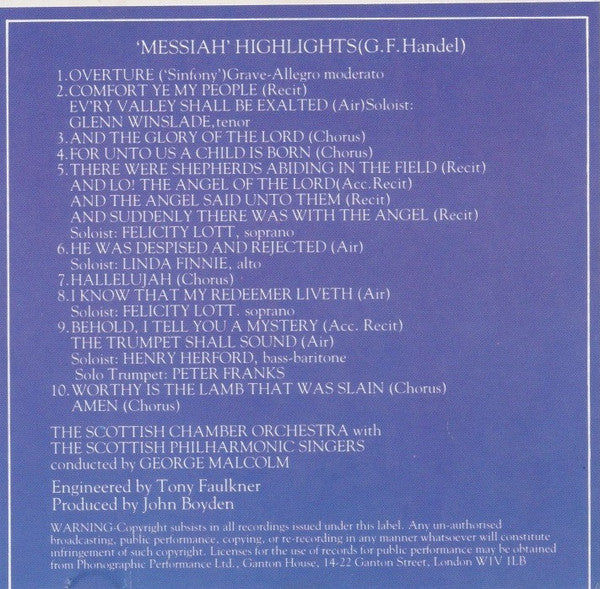 'MESSIAH' HIGHLIGHTS(G.F.Handel)
1.OVERTURE ('Sinfony')Grave-Allegro moderato
2.COMFORT YE MY PEOPLE (Recit)
EV'RY VALLEY SHALL BE EXALTED (Air)Soloist:
GLENN WINSLADE,tenor
3.AND THE GLORY OF THE LORD (Chorus)
4.FOR UNTO US A CHILD IS BORN (Chorus)
5.THERE WERE SHEPHERDS ABIDING IN THE FIELD (Recit)
AND LO! THE ANGEL OF THE LORD(Acc.Recit)
AND THE ANGEL SAID UNTO THEM (Recit)
AND SUDDENLY THERE WAS WITH THE ANGEL (Recit)
Soloist: FELICITY LOTT, soprano
6.HE WAS DESPISED AND REJECTED (Air)
Soloist: LINDA FINNIE, alto
7.HALLELUJAH (Chorus)
8.I KNOW THAT MY REDEEMER LIVETH (Air)
Soloist: FELICITY LOTT. soprano
9.BEHOLD, I TELL YOU A MYSTERY (Acc. Recit)
THE TRUMPET SHALL SOUND (Air)
Soloist: HENRY HERFORD, bass-baritone
Solo Trumpet: PETER FRANKS
10.WORTHY IS THE LAMB THAT WAS SLAIN (Chorus)
AMEN (Chorus)
THE SCOTTISH CHAMBER ORCHESTRA with
THE SCOTTISH PHILHARMONIC SINGERS
conducted by GEORGE MALCOLM
Engineered by Tony Faulkner
Produced by John Boyden
WARNING-Copyright subsists in all recordings issued under this label. Any un-authorised
broadcasting, public performance, copying, or re-recording in any manner whatsoever will constitute
infringement of such copyright. Licenses for the use of records for public performance may be obtained
from Phonographic Performance Ltd., Ganton House, 14-22 Ganton Street, London W1V 1LB